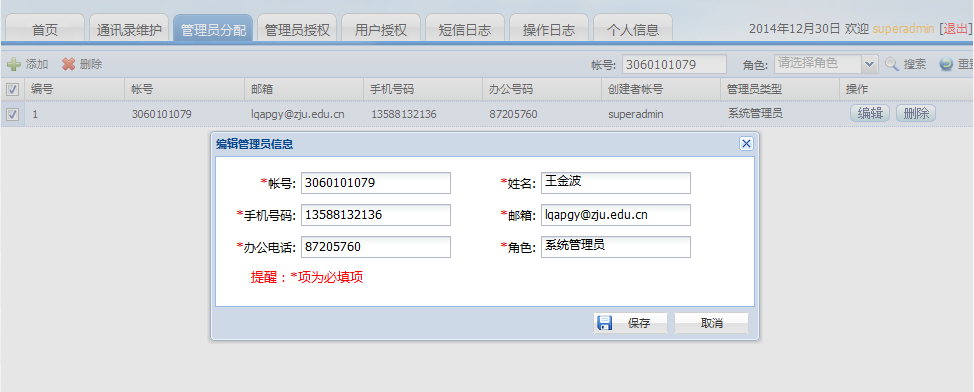 首页 通讯录维护 管理员分配 管理员授权 用户授权 短信日志 操作日志 个人信息 2014年12月30日 欢迎 superadmin [退出]
添加 删除 帐号: 3060101079 角色: 请选择角色 搜索
编号 帐号 邮箱 手机号码 办公号码 创建者帐号 管理员类型 操作
1 3060101079 lqapgy@zju.edu.cn 13588132136 87205760 superadmin 系统管理员 编辑 删除
编辑管理员信息
*帐号: 3060101079 *姓名: 王金波
*手机号码: 13588132136 *邮箱: lqapgy@zju.edu.cn
*办公电话: 87205760 *角色: 系统管理员
提醒：*项为必填项
保存 取消